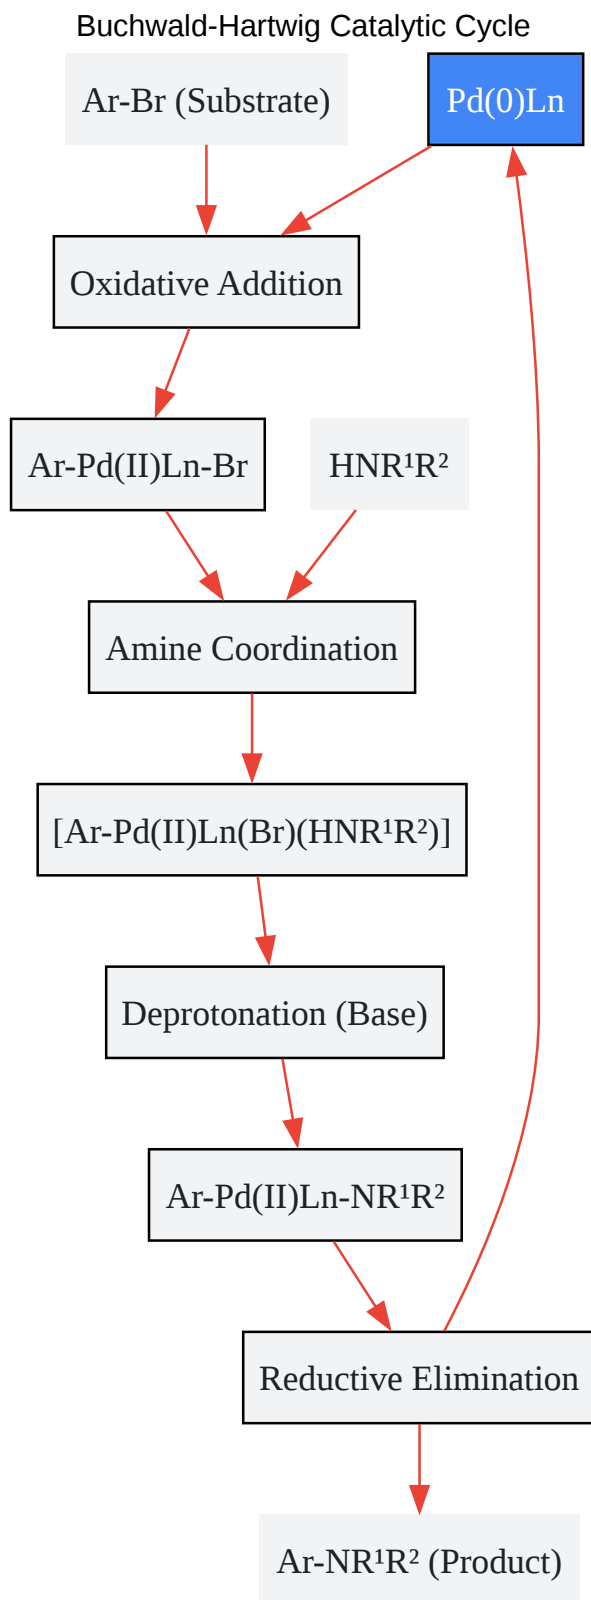 Buchwald-Hartwig Catalytic Cycle
Ar-Br (Substrate)
Pd(0)Ln
Oxidative Addition
Ar-Pd(II)Ln-Br
HNR¹R²
Amine Coordination
[Ar-Pd(II)Ln(Br)(HNR¹R²)]
Deprotonation (Base)
Ar-Pd(II)Ln-NR¹R²
Reductive Elimination
Ar-NR¹R² (Product)